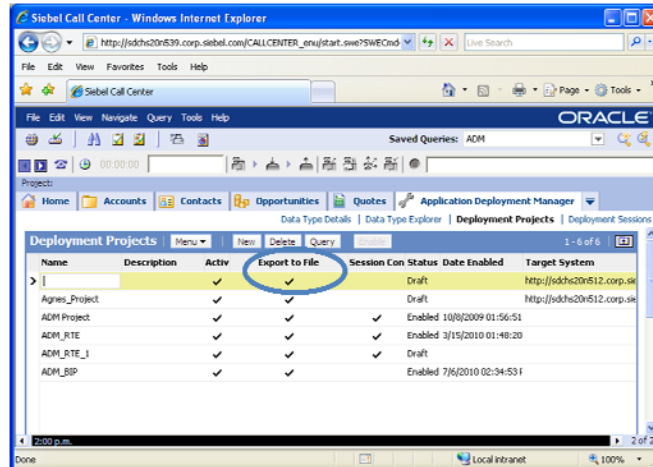 Siebel Call Center - Windows Internet Explorer
http://sdchs20n539.corp.siebel.com/CALLCENTER_enu/start.swe?SWECmd
Live Search
File Edit View Favorites Tools Help
Siebel Call Center
Page Tools
File Edit View Navigate Query Tools Help
ORACLE
Saved Queries: ADM
00:00:00
Project:
Home Accounts Contacts Opportunities Quotes Application Deployment Manager
Data Type Details | Data Type Explorer | Deployment Projects | Deployment Sessions
Deployment Projects Menu New Delete Query Enable 1 - 6 of 6
Name Description Activ Export to File Session Con Status Date Enabled Target System
Draft http://sdchs20n512.corp.sie
Agnes_Project Draft http://sdchs20n512.corp.sie
ADM Project Enabled 10/8/2009 01:56:51
ADM_RTE Enabled 3/15/2010 01:48:20
ADM_RTE_1 Draft
ADM_BIP Enabled 7/6/2010 02:34:53 F
2:00 p.m. 2 of 2
Done Local intranet 100%